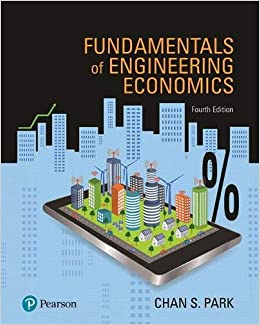 FUNDAMENTALS
of ENGINEERING
ECONOMICS
Fourth Edition
%
Pearson
CHAN S. PARK